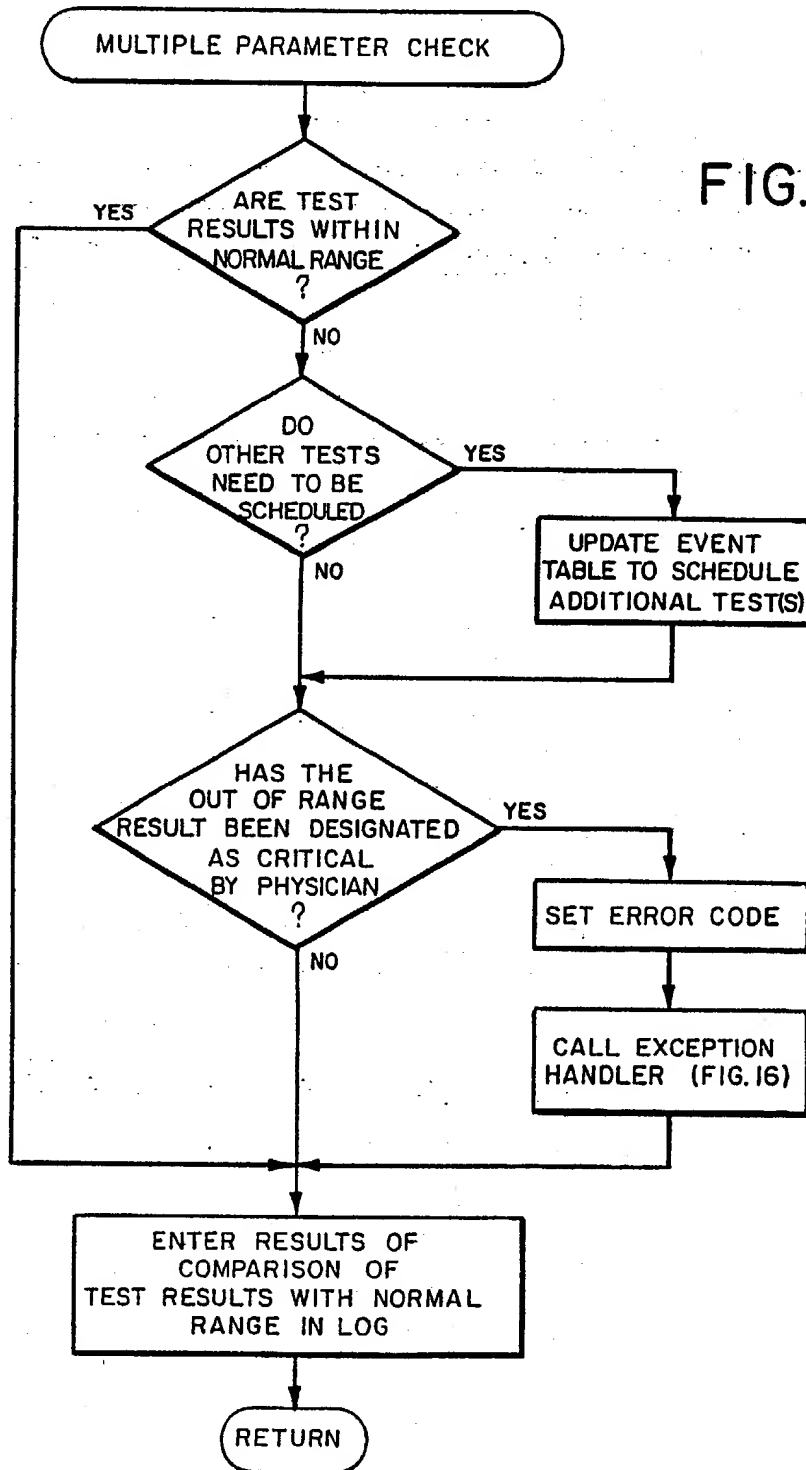 MULTIPLE PARAMETER CHECK
FIG.
YES
ARE TEST
RESULTS WITHIN
NORMAL RANGE
?
NO
DO
OTHER TESTS
NEED TO BE
SCHEDULED
?
YES
NO
UPDATE EVENT
TABLE TO SCHEDULE
ADDITIONAL TEST(S)
HAS THE
OUT OF RANGE
RESULT BEEN DESIGNATED
AS CRITICAL
BY PHYSICIAN
?
YES
NO
SET ERROR CODE
CALL EXCEPTION
HANDLER (FIG.16)
ENTER RESULTS OF
COMPARISON OF
TEST RESULTS WITH NORMAL
RANGE IN LOG
RETURN